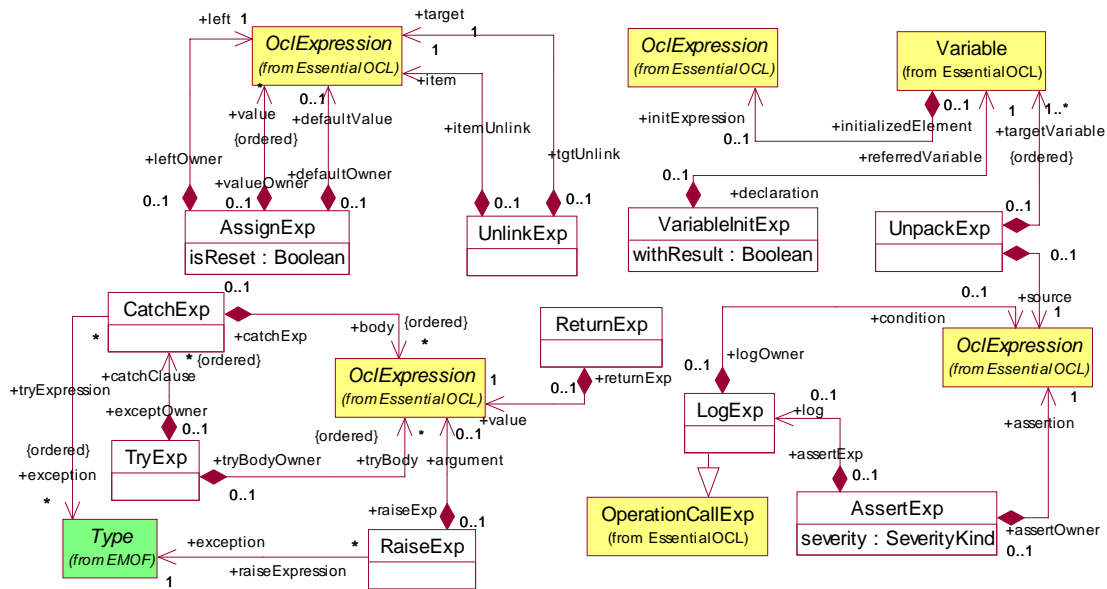 +left
1
+target
OclExpression
(from EssentialOCL)
1
1
+item
*
+value
{ordered}
0..1
+defaultValue
+itemUnlink
+tgtUnlink
+leftOwner
0..1
+valueOwner
0..1
+defaultOwner
0..1
0..1
0..1
AssignExp
isReset : Boolean
UnlinkExp
OclExpression
(from EssentialOCL)
Variable
(from EssentialOCL)
+initExpression
0..1
0..1
+initializedElement
1
+referredVariable
1..*
+targetVariable
{ordered}
0..1
+declaration
VariableInitExp
withResult : Boolean
UnpackExp
0..1
0..1
0..1
CatchExp
+catchExp
*
+tryExpression
+body
{ordered}
*
ReturnExp
0..1
+returnExp
*
{ordered}
+catchClause
+exceptOwner
0..1
OclExpression
(from EssentialOCL)
1
+value
{ordered}
+exception
*
TryExp
+tryBodyOwner
0..1
{ordered}
*
+tryBody
0..1
+argument
Type
(from EMOF)
+exception
1
+raiseExp
0..1
*
+raiseExpression
RaiseExp
0..1
+condition
+source
1
OclExpression
(from EssentialOCL)
1
+assertion
+logOwner
0..1
LogExp
+log
0..1
+assertExp
0..1
OperationCallExp
(from EssentialOCL)
AssertExp
severity : SeverityKind
+assertOwner
0..1